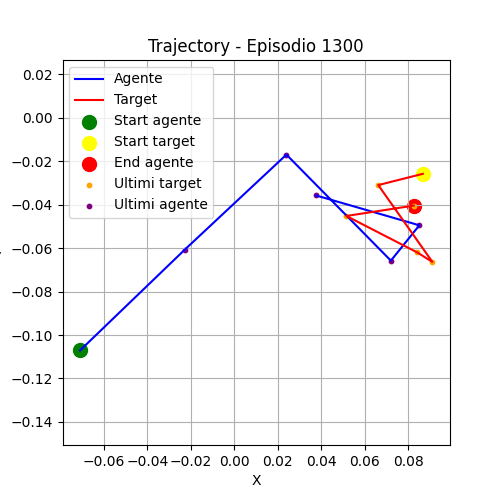 Trajectory - Episodio 1300
Agente
Target
Start agente
Start target
End agente
Ultimi target
Ultimi agente
0.02
0.00
−0.02
−0.04
−0.06
−0.08
−0.10
−0.12
−0.14
−0.06 −0.04 −0.02 0.00 0.02 0.04 0.06 0.08
X